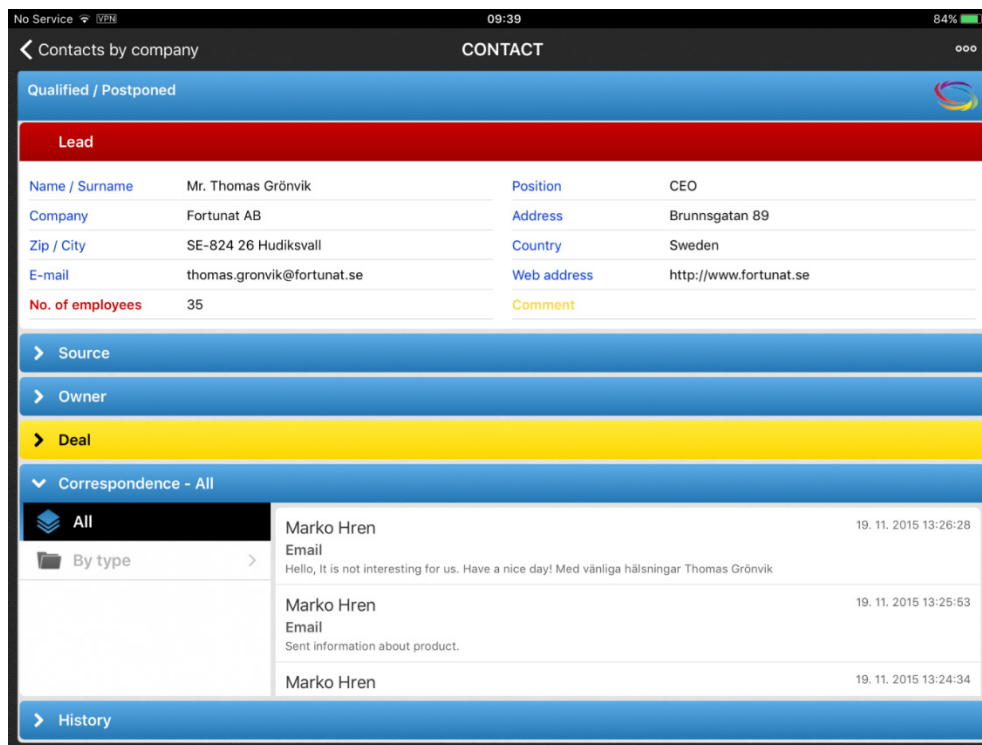 No Service VPN 09:39 84%
Contacts by company CONTACT
Qualified / Postponed
Lead
Name / Surname Mr. Thomas Grönvik Position CEO
Company Fortunat AB Address Brunnsgatan 89
Zip / City SE-824 26 Hudiksvall Country Sweden
E-mail thomas.gronvik@fortunat.se Web address http://www.fortunat.se
No. of employees 35 Comment
Source
Owner
Deal
Correspondence - All
All
By type
Marko Hren 19. 11. 2015 13:26:28
Email
Hello, It is not interesting for us. Have a nice day! Med vänliga hälsningar Thomas Grönvik
Marko Hren 19. 11. 2015 13:25:53
Email
Sent information about product.
Marko Hren 19. 11. 2015 13:24:34
History